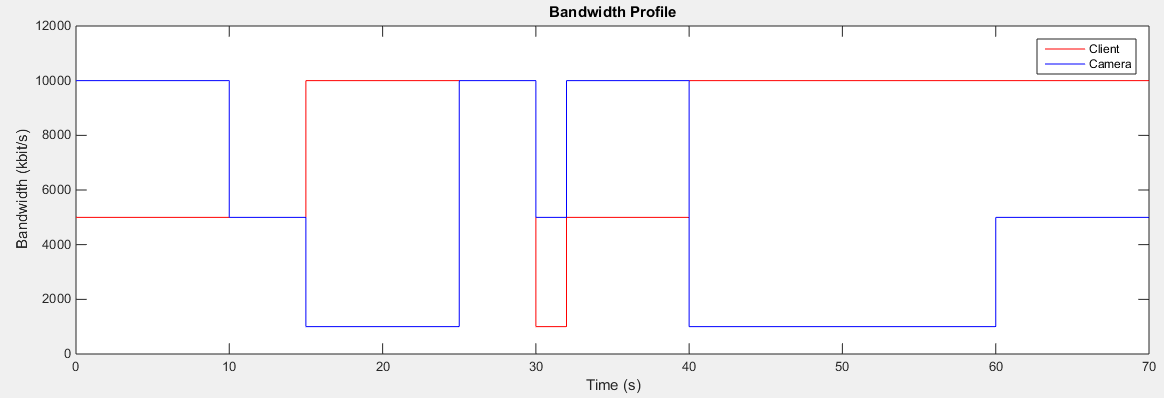 Bandwidth Profile
Client
Camera
Bandwidth (kbit/s)
12000
10000
8000
6000
4000
2000
0
0 10 20 30 40 50 60 70
Time (s)